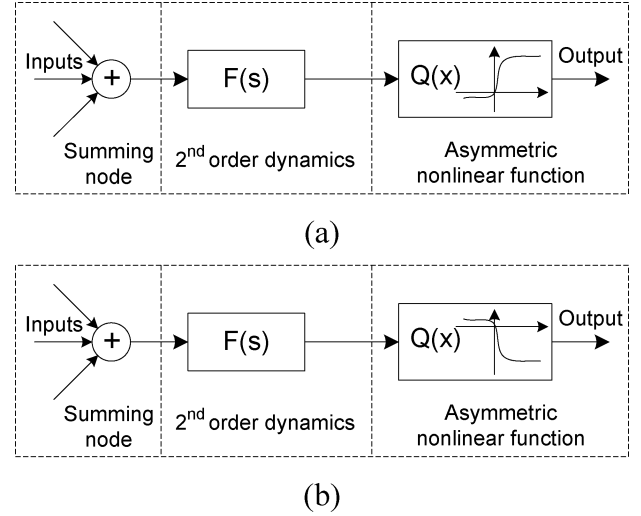 Inputs
+
F(s)
Q(x)
Output
Summing
node
2nd order dynamics
Asymmetric
nonlinear function
(a)
Inputs
+
F(s)
Q(x)
Output
Summing
node
2nd order dynamics
Asymmetric
nonlinear function
(b)